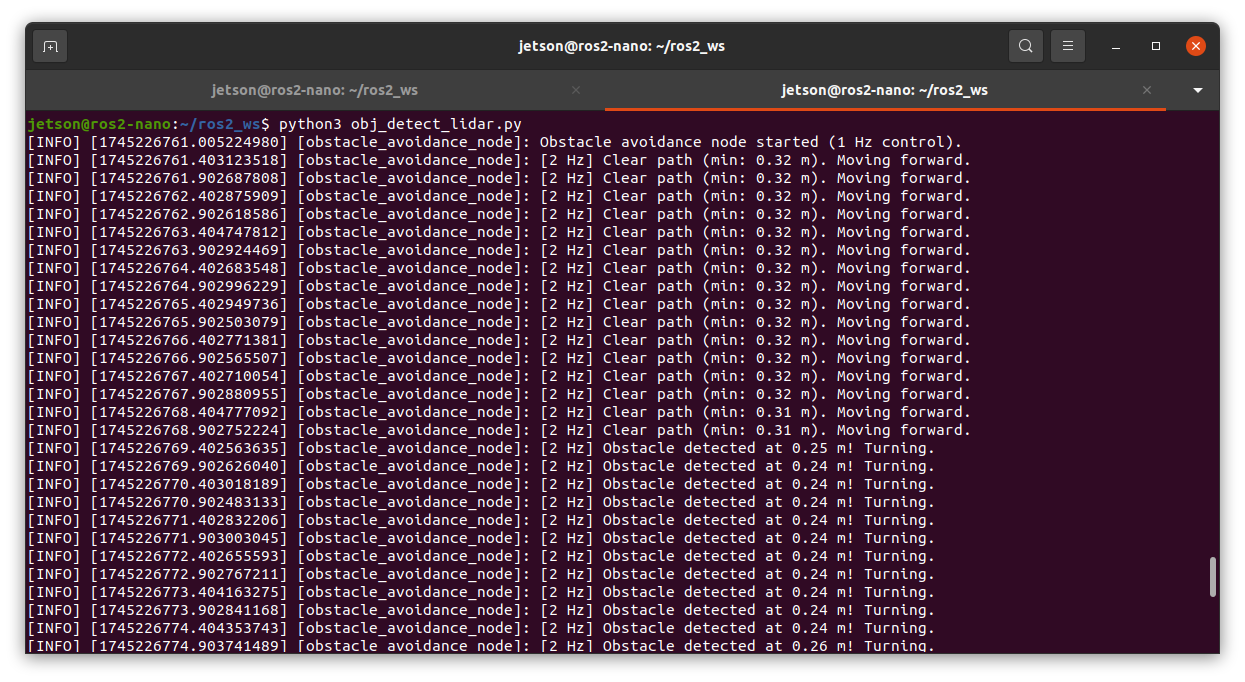 jetson@ros2-nano: ~/ros2_ws
jetson@ros2-nano: ~/ros2_ws
jetson@ros2-nano: ~/ros2_ws
jetson@ros2-nano:~/ros2_ws$ python3 obj_detect_lidar.py
[INFO] [1745226761.005224980] [obstacle_avoidance_node]: Obstacle avoidance node started (1 Hz control).
[INFO] [1745226761.403123518] [obstacle_avoidance_node]: [2 Hz] Clear path (min: 0.32 m). Moving forward.
[INFO] [1745226761.902687808] [obstacle_avoidance_node]: [2 Hz] Clear path (min: 0.32 m). Moving forward.
[INFO] [1745226762.402875909] [obstacle_avoidance_node]: [2 Hz] Clear path (min: 0.32 m). Moving forward.
[INFO] [1745226762.902618586] [obstacle_avoidance_node]: [2 Hz] Clear path (min: 0.32 m). Moving forward.
[INFO] [1745226763.404747812] [obstacle_avoidance_node]: [2 Hz] Clear path (min: 0.32 m). Moving forward.
[INFO] [1745226763.902924469] [obstacle_avoidance_node]: [2 Hz] Clear path (min: 0.32 m). Moving forward.
[INFO] [1745226764.402683548] [obstacle_avoidance_node]: [2 Hz] Clear path (min: 0.32 m). Moving forward.
[INFO] [1745226764.902996229] [obstacle_avoidance_node]: [2 Hz] Clear path (min: 0.32 m). Moving forward.
[INFO] [1745226765.402949736] [obstacle_avoidance_node]: [2 Hz] Clear path (min: 0.32 m). Moving forward.
[INFO] [1745226765.902503079] [obstacle_avoidance_node]: [2 Hz] Clear path (min: 0.32 m). Moving forward.
[INFO] [1745226766.402771381] [obstacle_avoidance_node]: [2 Hz] Clear path (min: 0.32 m). Moving forward.
[INFO] [1745226766.902565507] [obstacle_avoidance_node]: [2 Hz] Clear path (min: 0.32 m). Moving forward.
[INFO] [1745226767.402710054] [obstacle_avoidance_node]: [2 Hz] Clear path (min: 0.32 m). Moving forward.
[INFO] [1745226767.902880955] [obstacle_avoidance_node]: [2 Hz] Clear path (min: 0.32 m). Moving forward.
[INFO] [1745226768.404777092] [obstacle_avoidance_node]: [2 Hz] Clear path (min: 0.31 m). Moving forward.
[INFO] [1745226768.902752224] [obstacle_avoidance_node]: [2 Hz] Clear path (min: 0.31 m). Moving forward.
[INFO] [1745226769.402563635] [obstacle_avoidance_node]: [2 Hz] Obstacle detected at 0.25 m! Turning.
[INFO] [1745226769.902626040] [obstacle_avoidance_node]: [2 Hz] Obstacle detected at 0.24 m! Turning.
[INFO] [1745226770.403018189] [obstacle_avoidance_node]: [2 Hz] Obstacle detected at 0.24 m! Turning.
[INFO] [1745226770.902483133] [obstacle_avoidance_node]: [2 Hz] Obstacle detected at 0.24 m! Turning.
[INFO] [1745226771.402832206] [obstacle_avoidance_node]: [2 Hz] Obstacle detected at 0.24 m! Turning.
[INFO] [1745226771.903003045] [obstacle_avoidance_node]: [2 Hz] Obstacle detected at 0.24 m! Turning.
[INFO] [1745226772.402655593] [obstacle_avoidance_node]: [2 Hz] Obstacle detected at 0.24 m! Turning.
[INFO] [1745226772.902767211] [obstacle_avoidance_node]: [2 Hz] Obstacle detected at 0.24 m! Turning.
[INFO] [1745226773.404163275] [obstacle_avoidance_node]: [2 Hz] Obstacle detected at 0.24 m! Turning.
[INFO] [1745226773.902841168] [obstacle_avoidance_node]: [2 Hz] Obstacle detected at 0.24 m! Turning.
[INFO] [1745226774.404353743] [obstacle_avoidance_node]: [2 Hz] Obstacle detected at 0.24 m! Turning.
[INFO] [1745226774.903741489] [obstacle_avoidance_node]: [2 Hz] Obstacle detected at 0.26 m! Turning.